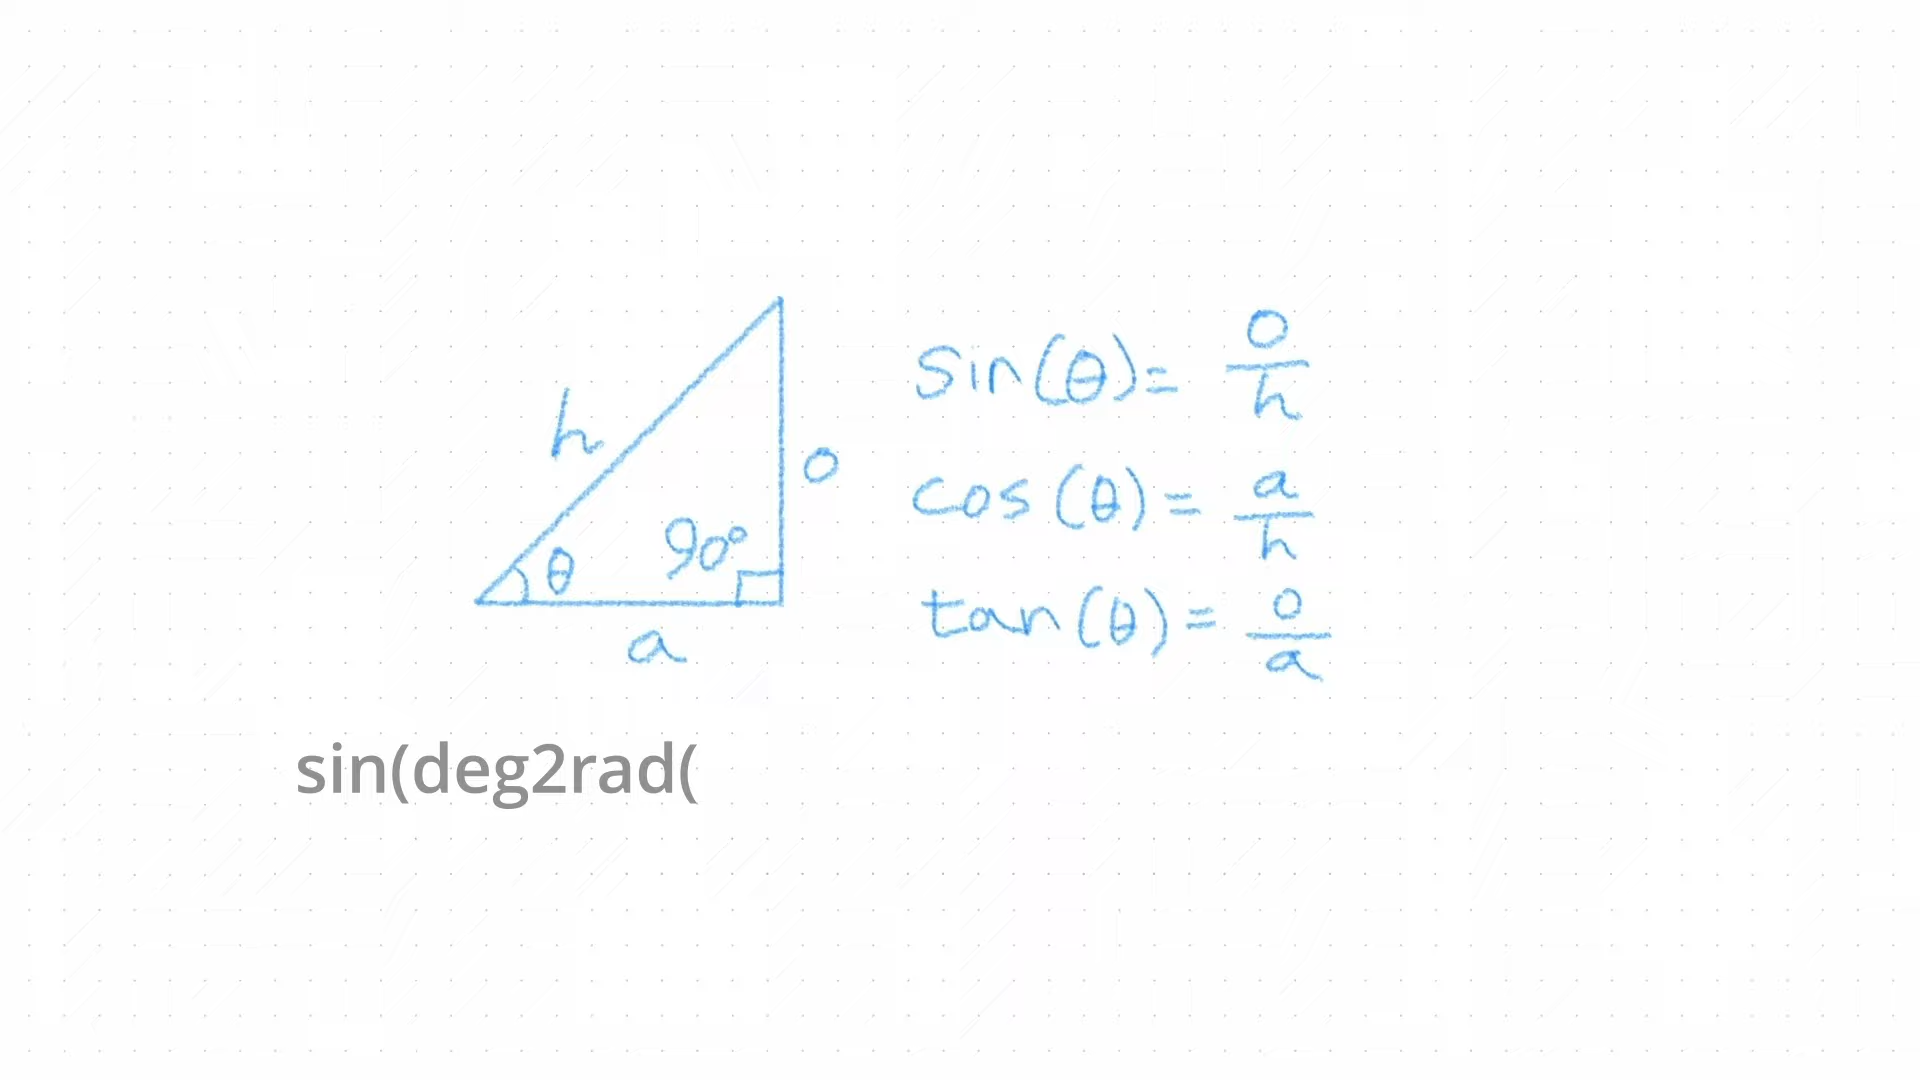 h
o
θ
90°
a
sin(θ)= o/h
cos(θ)= a/h
tan(θ)= o/a
sin(deg2rad(